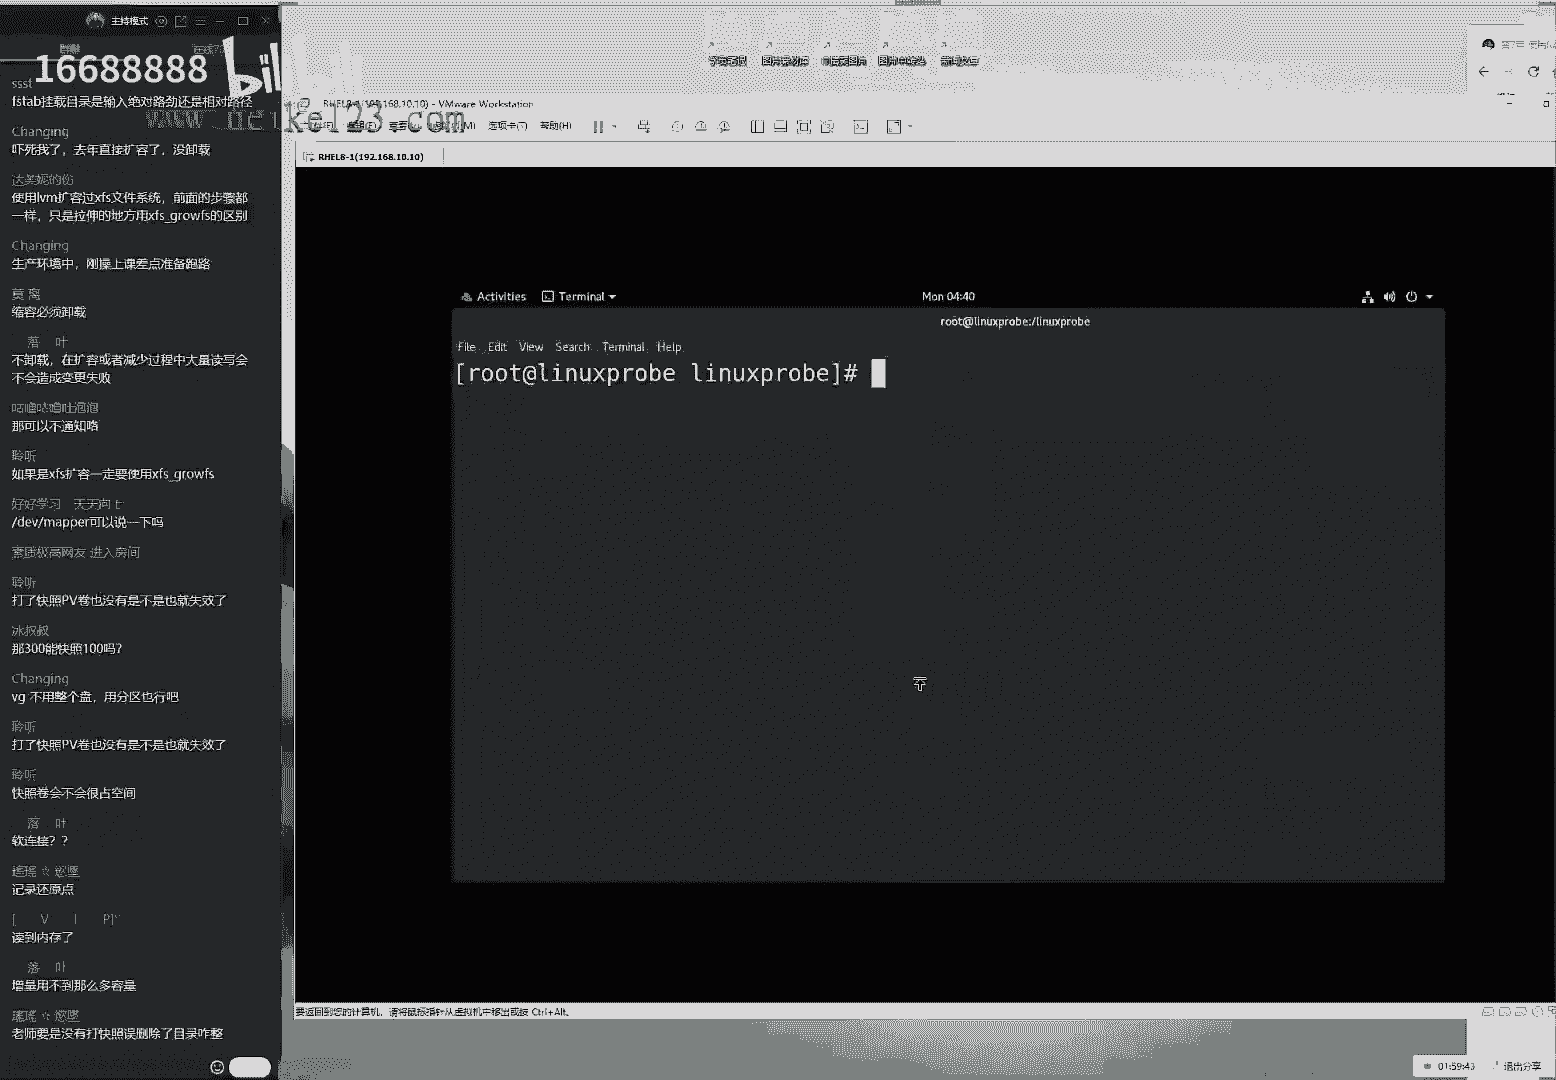 主持模式
16688888
bil
ssst
fstab挂载目录是输入绝对路劲还是相对路径
Changing
吓死我了，去年直接扩容了，没卸载
使用lvm扩容过xfs文件系统，前面的步骤都
一样，只是拉伸的地方用xfs_growfs的区别
Changing
生产环境中，刚操上课差点准备跑路
莫 离
缩容必须卸载
落 叶
不卸载，在扩容或者减少过程中大量读写会
不会造成变更失败
咕噜咕噜吐泡泡
那可以不通知咯
聆听
如果是xfs扩容一定要使用xfs_growfs
好好学习 天天向上
/dev/mapper可以说一下吗
素质极高网友 进入房间
聆听
打了快照PV卷也没有是不是也就失效了
冰叔叔
那300能快照100吗？
Changing
vg 不用整个盘，用分区也行吧
聆听
打了快照PV卷也没有是不是也就失效了
聆听
快照卷会不会很占空间
落 叶
软连接？？
记录还原点
[ V I P]
读到内存了
落 叶
增量用不到那么多容量
老师要是没有打快照误删除了目录咋整
RHEL8-1(192.168.10.10) - VMware Workstation
选项卡(T) 帮助(H)
RHEL8-1(192.168.10.10)
Activities Terminal Mon 04:40
root@linuxprobe:/linuxprobe
File Edit View Search Terminal Help
[root@linuxprobe linuxprobe]#
要返回到您的计算机，请将鼠标指针从虚拟机中移出或按 Ctrl+Alt。
01:59:43 退出分享